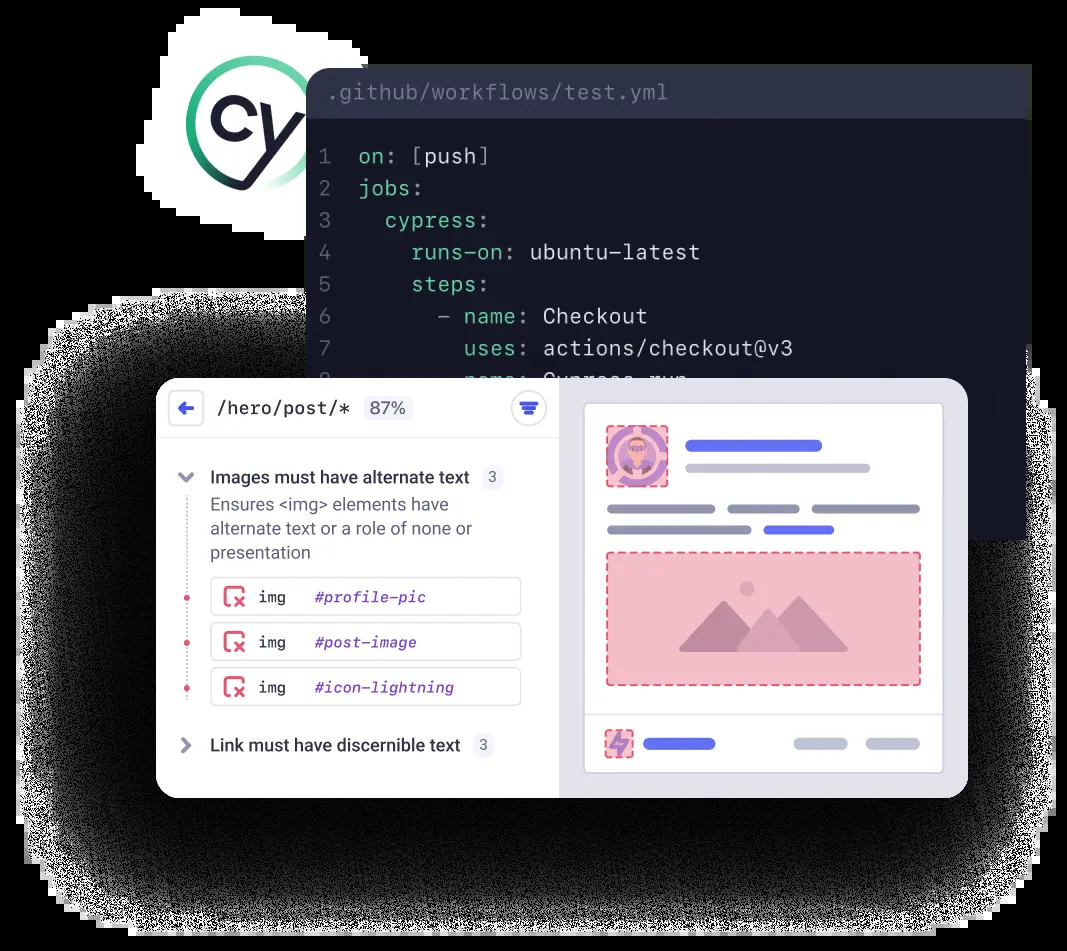 cy
.github/workflows/test.yml
1 on: [push]
2 jobs:
3 cypress:
4 runs-on: ubuntu-latest
5 steps:
6 - name: Checkout
7 uses: actions/checkout@v3
8 name: Cypress run
/hero/post/* 87%
Images must have alternate text 3
Ensures <img> elements have
alternate text or a role of none or
presentation
img #profile-pic
img #post-image
img #icon-lightning
Link must have discernible text 3